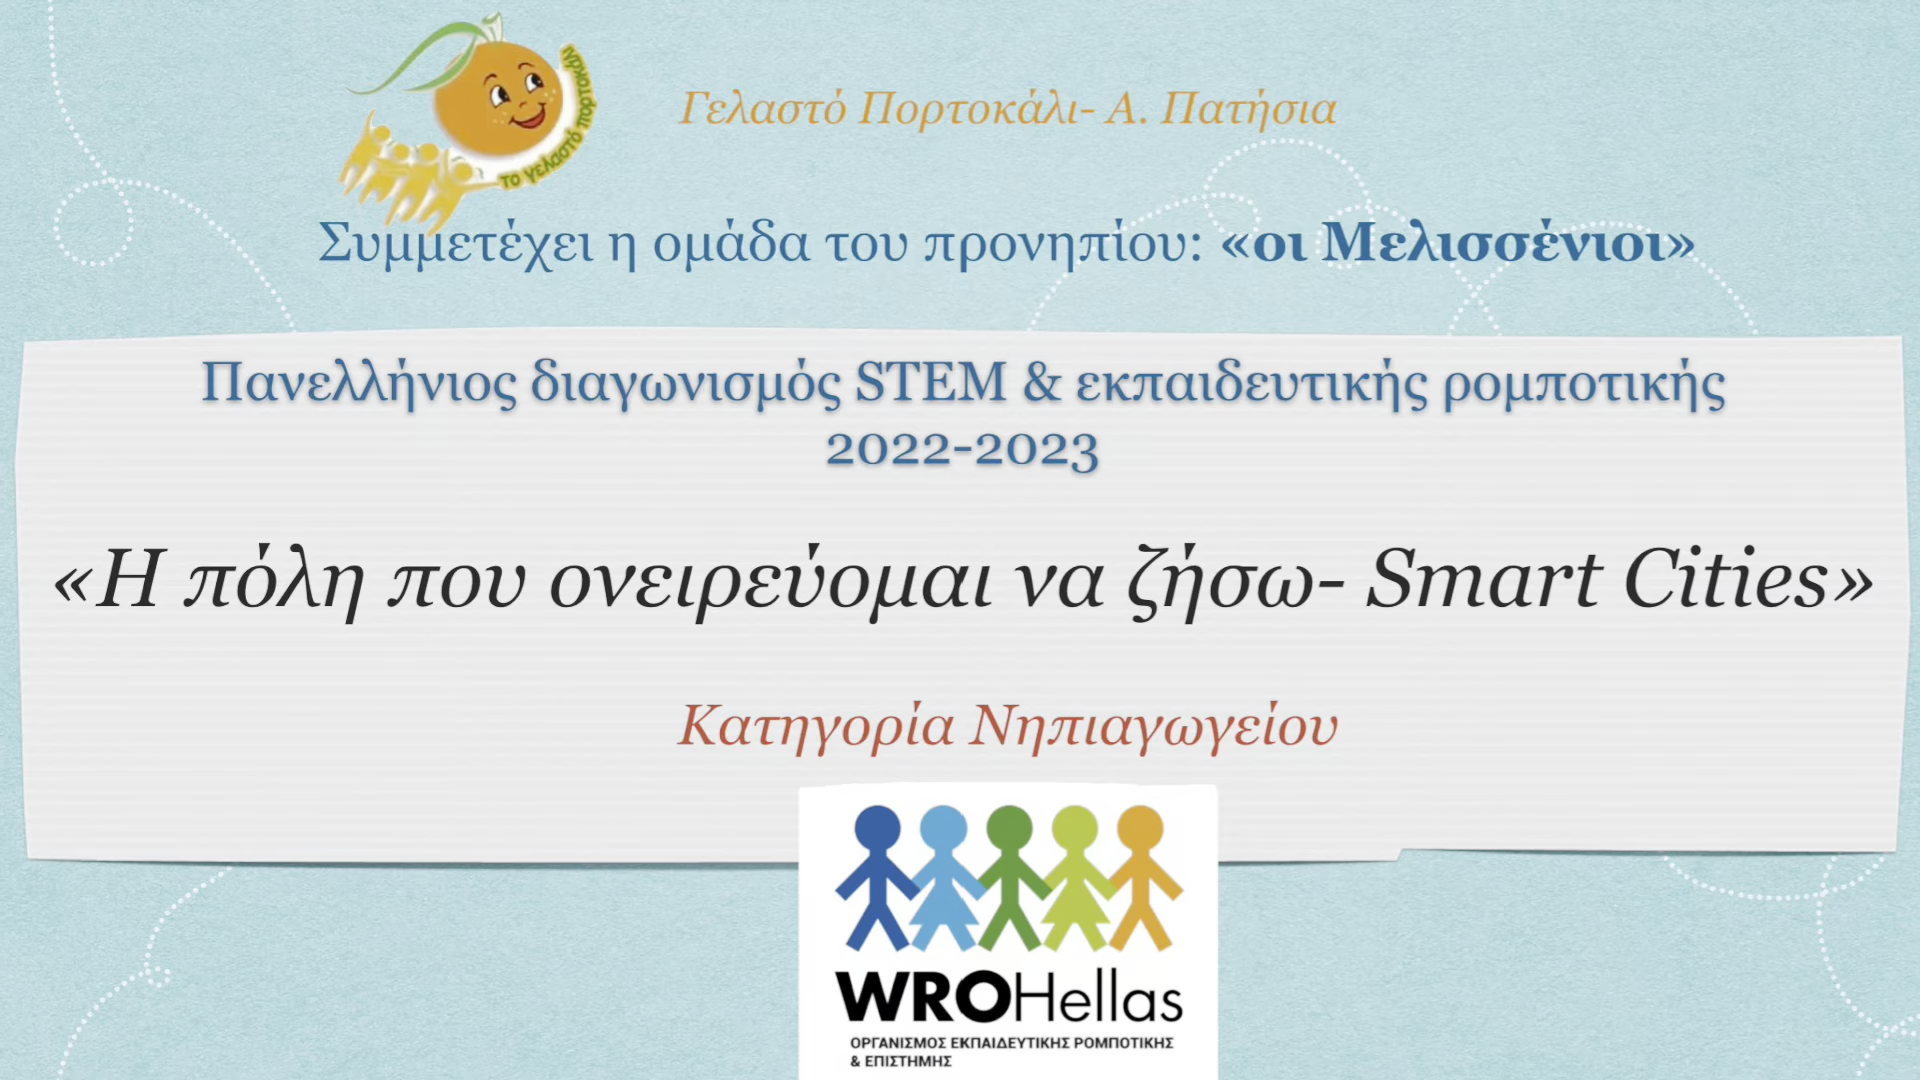 το γελαστό πορτοκάλι
Γελαστό Πορτοκάλι- Α. Πατήσια
Συμμετέχει η ομάδα του προνηπίου: «οι Μελισσένιοι»
Πανελλήνιος διαγωνισμός STEM & εκπαιδευτικής ρομποτικής
2022-2023
«Η πόλη που ονειρεύομαι να ζήσω- Smart Cities»
Κατηγορία Νηπιαγωγείου
WROHellas
ΟΡΓΑΝΙΣΜΟΣ ΕΚΠΑΙΔΕΥΤΙΚΗΣ ΡΟΜΠΟΤΙΚΗΣ
& ΕΠΙΣΤΗΜΗΣ